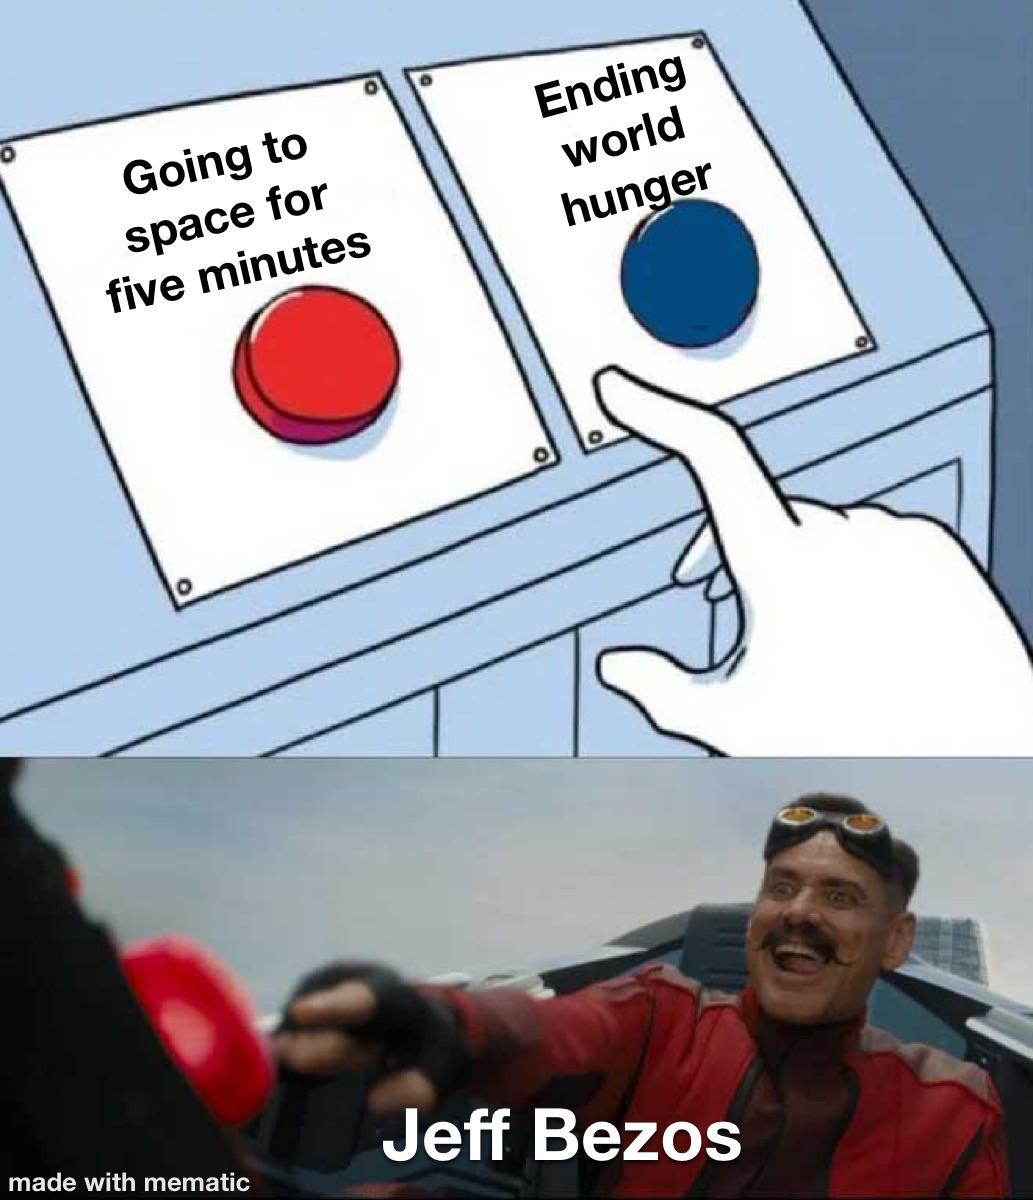 Going to
space for
five minutes
Ending
world
hunger
Jeff Bezos
made with mematic